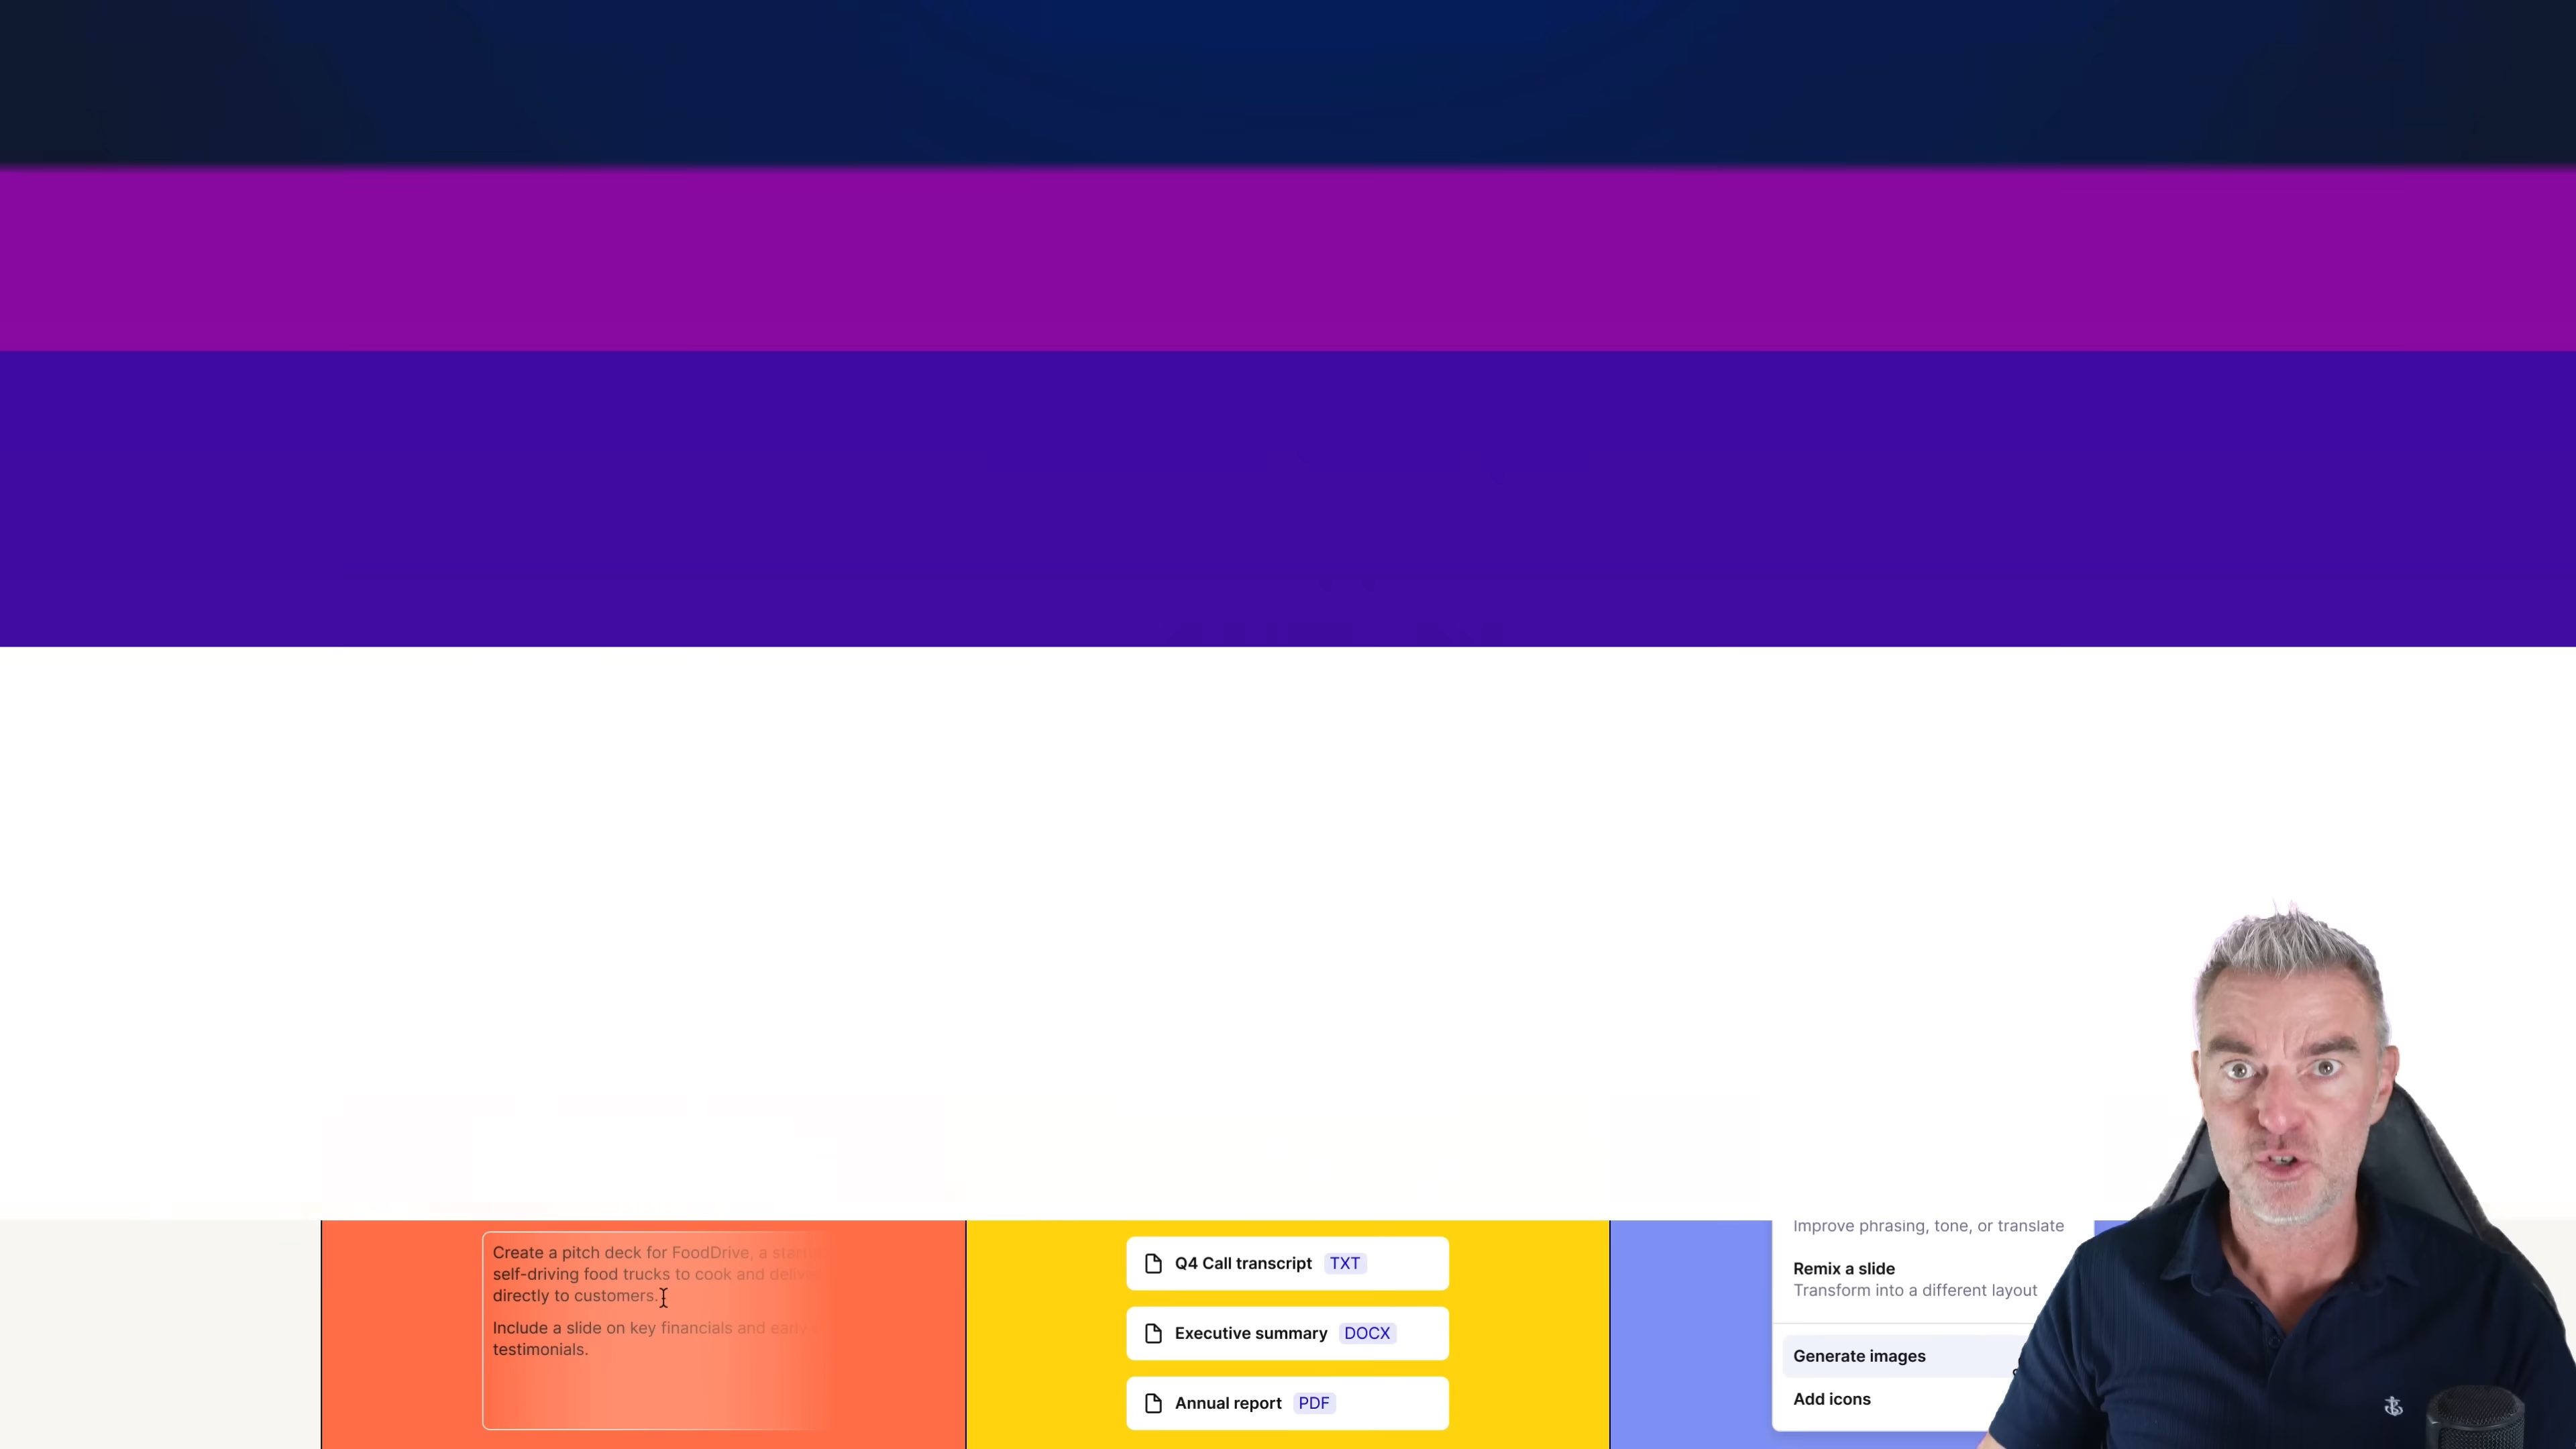 Create a pitch deck for FoodDrive, a
self-driving food trucks to cook and
directly to customers.
Include a slide on key financials and early
testimonials.
Q4 Call transcript TXT
Executive summary DOCX
Annual report PDF
Improve phrasing, tone, or translate
Remix a slide
Transform into a different layout
Generate images
Add icons